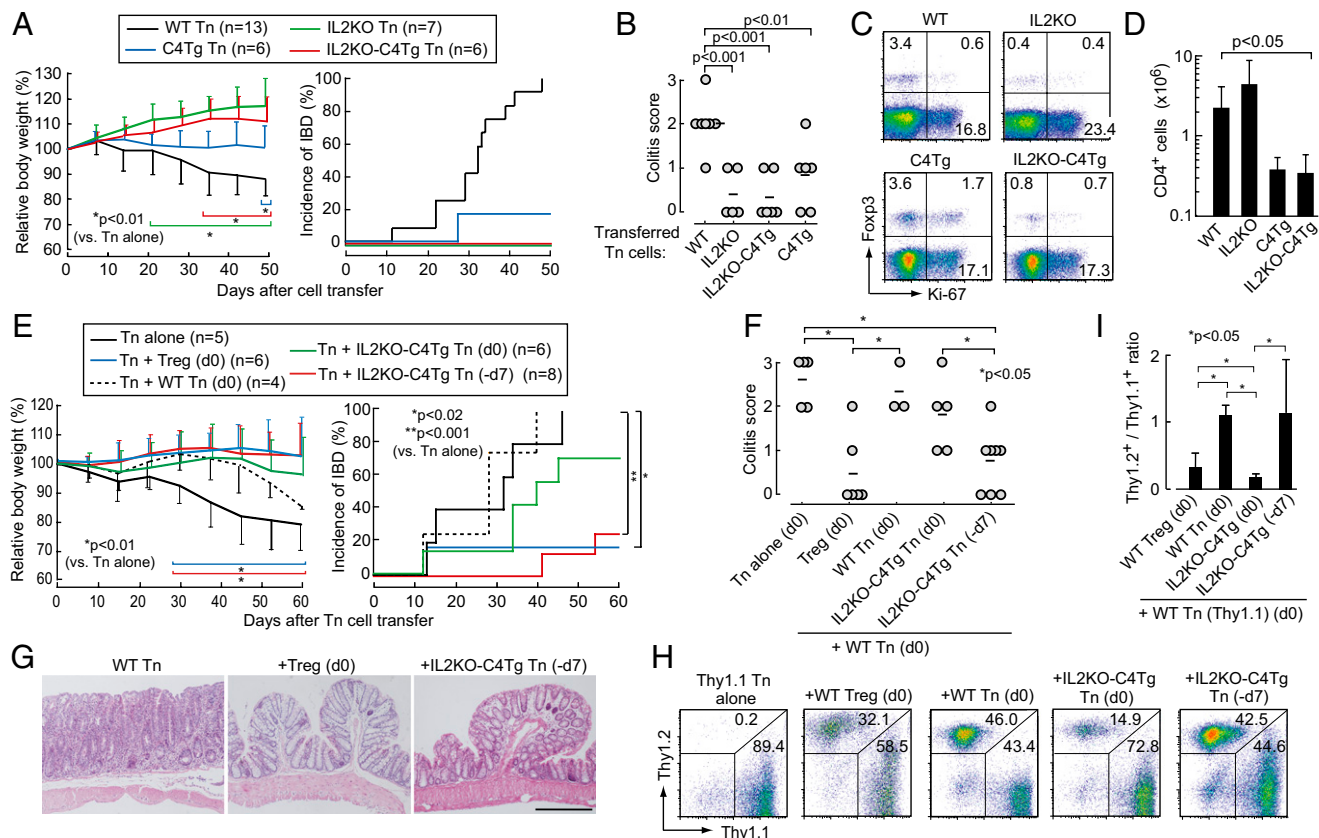 A
WT Tn (n=13)
IL2KO Tn (n=7)
C4Tg Tn (n=6)
IL2KO-C4Tg Tn (n=6)
Relative body weight (%)
130
120
110
100
90
80
*p<0.01
(vs. Tn alone)
*
*
*
0 10 20 30 40 50
Incidence of IBD (%)
100
80
60
40
20
0
0 10 20 30 40 50
Days after cell transfer
B
p<0.01
p<0.001
p<0.001
Colitis score
3
2
1
0
Transferred
Tn cells:
WT
IL2KO
IL2KO-C4Tg
C4Tg
C
WT
IL2KO
3.4 0.6
0.4 0.4
16.8
23.4
C4Tg
IL2KO-C4Tg
3.6 1.7
0.8 0.7
17.1
17.3
Foxp3
Ki-67
D
CD4+ cells (x10⁶)
p<0.05
10
1
0.1
WT
IL2KO
C4Tg
IL2KO-C4Tg
E
Tn alone (n=5)
Tn + Treg (d0) (n=6)
Tn + WT Tn (d0) (n=4)
Tn + IL2KO-C4Tg Tn (d0) (n=6)
Tn + IL2KO-C4Tg Tn (-d7) (n=8)
Relative body weight (%)
120
110
100
90
80
70
60
*p<0.01
(vs. Tn alone)
*
*
0 10 20 30 40 50 60
Incidence of IBD (%)
100
80
60
40
20
0
*p<0.02
**p<0.001
(vs. Tn alone)
**
*
0 10 20 30 40 50 60
Days after Tn cell transfer
F
Colitis score
3
2
1
0
*
*
*
*
*p<0.05
Tn alone (d0)
Treg (d0)
WT Tn (d0)
IL2KO-C4Tg Tn (d0)
IL2KO-C4Tg Tn (-d7)
+ WT Tn (d0)
I
Thy1.2+ / Thy1.1+ ratio
*p<0.05
*
*
*
*
2
1
0
WT Treg (d0)
WT Tn (d0)
IL2KO-C4Tg (d0)
IL2KO-C4Tg (-d7)
+ WT Tn (Thy1.1) (d0)
G
WT Tn
+Treg (d0)
+IL2KO-C4Tg Tn (-d7)
H
Thy1.1 Tn
alone
+WT Treg (d0)
+WT Tn (d0)
+IL2KO-C4Tg
Tn (d0)
+IL2KO-C4Tg
Tn (-d7)
0.2
89.4
32.1
58.5
46.0
43.4
14.9
72.8
42.5
44.6
Thy1.2
Thy1.1